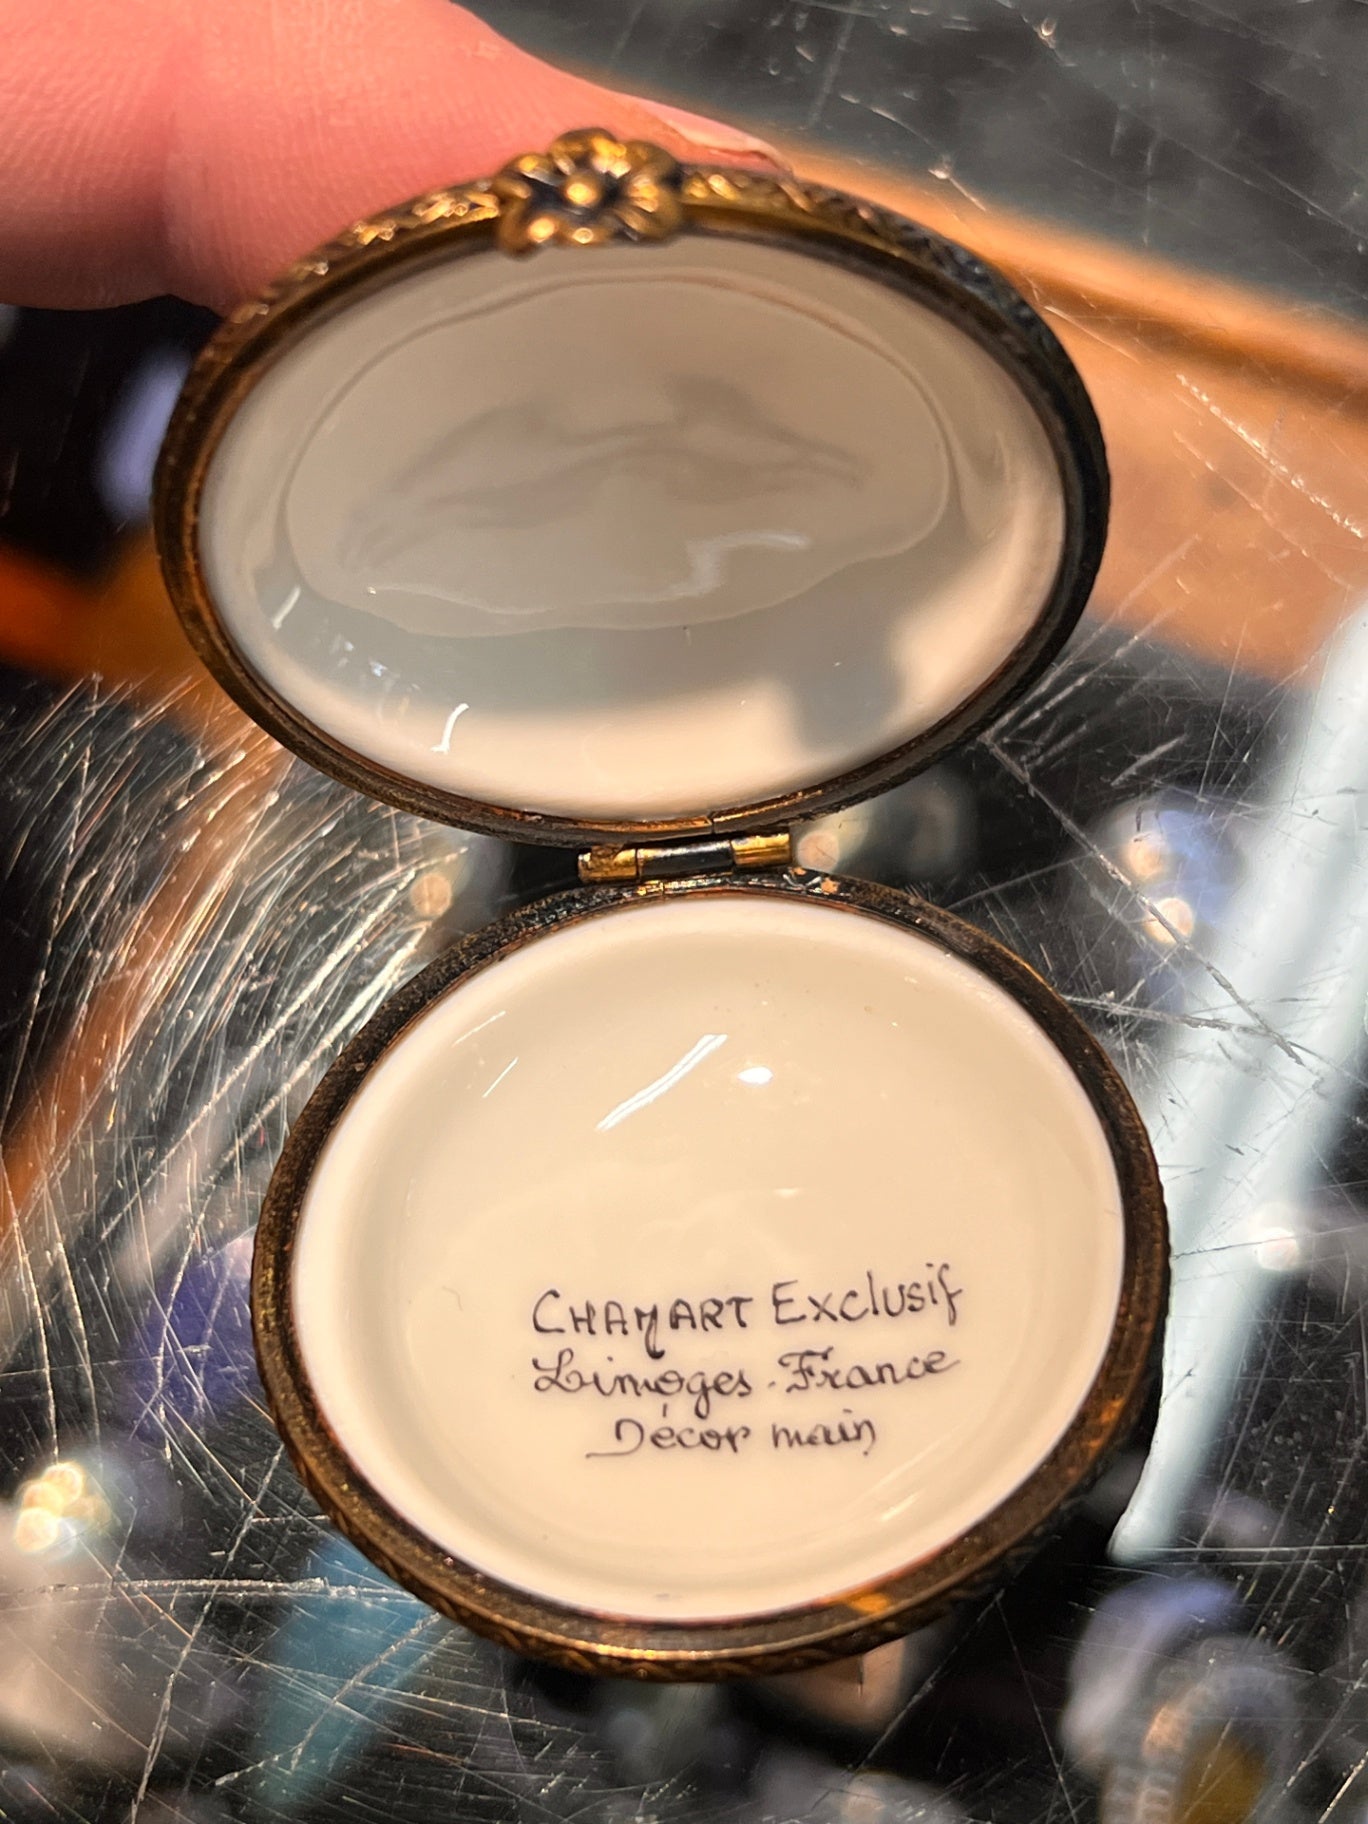 CHAMART Exclusif
Limoges . France
Décor main